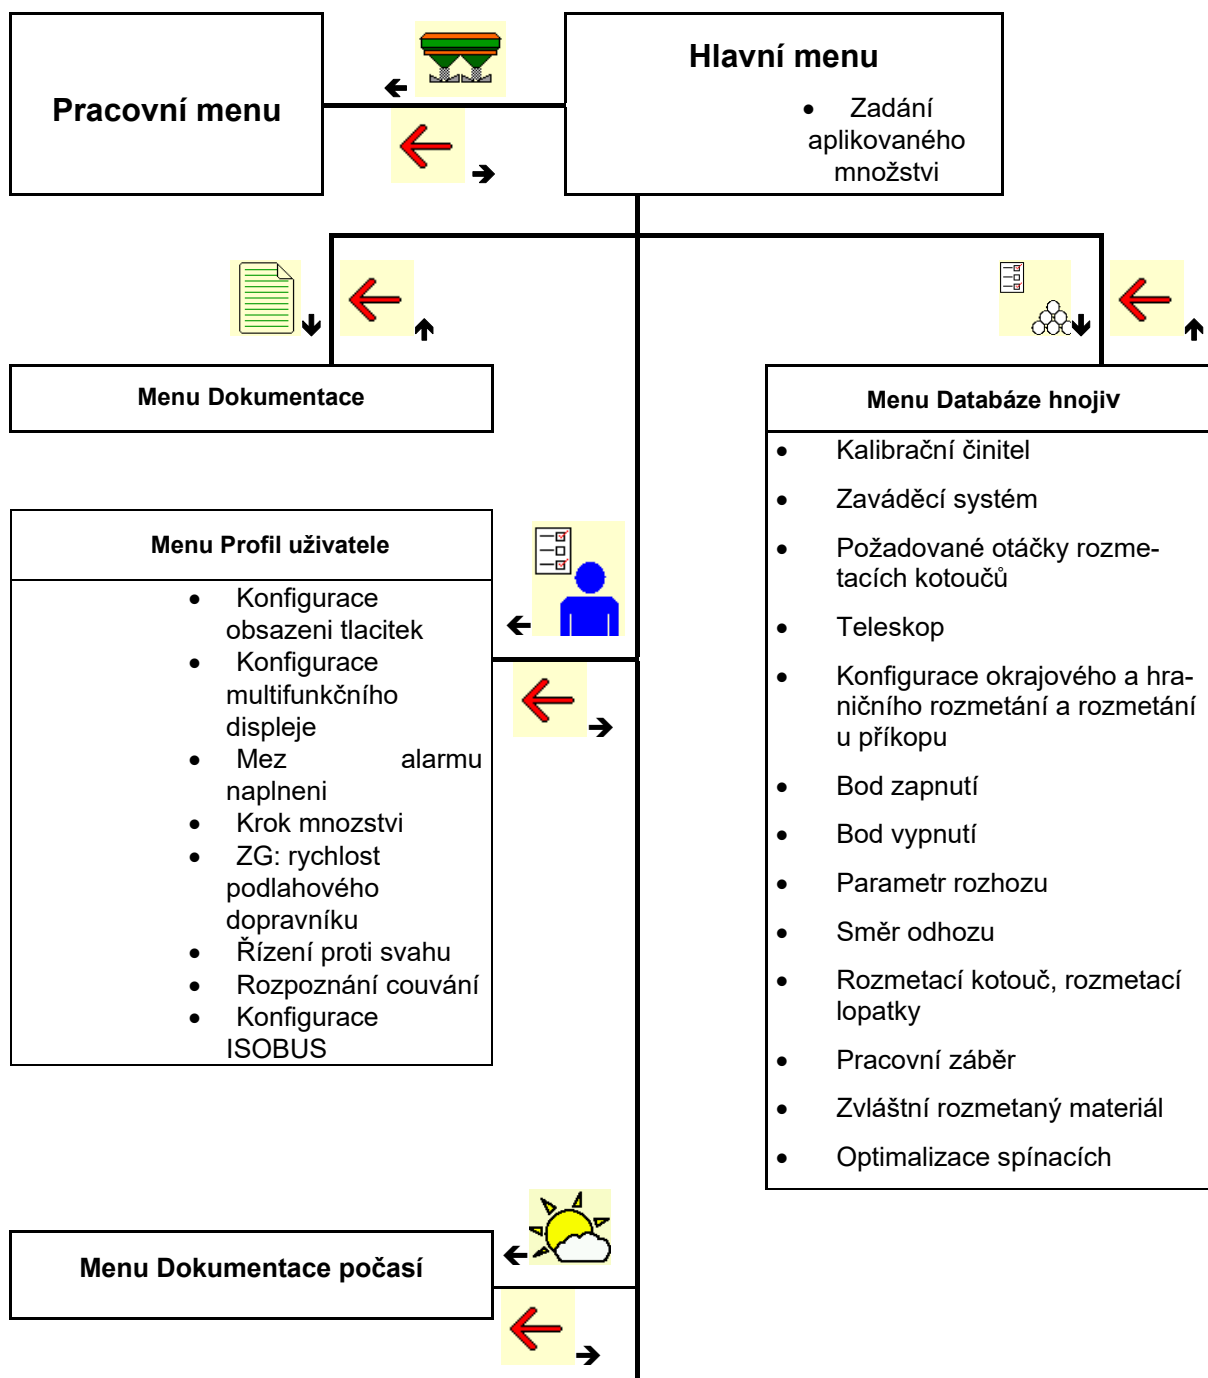 Pracovní menu
Hlavní menu
• Zadání
aplikovaného
množstvi
Menu Dokumentace
Menu Databáze hnojiv
• Kalibrační činitel
• Zaváděcí systém
• Požadované otáčky rozme-
tacích kotoučů
• Teleskop
• Konfigurace okrajového a hra-
ničního rozmetání a rozmetání
u příkopu
• Bod zapnutí
• Bod vypnutí
• Parametr rozhozu
• Směr odhozu
• Rozmetací kotouč, rozmetací
lopatky
• Pracovní záběr
• Zvláštní rozmetaný materiál
• Optimalizace spínacích
Menu Profil uživatele
• Konfigurace
obsazeni tlacitek
• Konfigurace
multifunkčního
displeje
• Mez alarmu
naplneni
• Krok mnozstvi
• ZG: rychlost
podlahového
dopravníku
• Řízení proti svahu
• Rozpoznání couvání
• Konfigurace
ISOBUS
Menu Dokumentace počasí